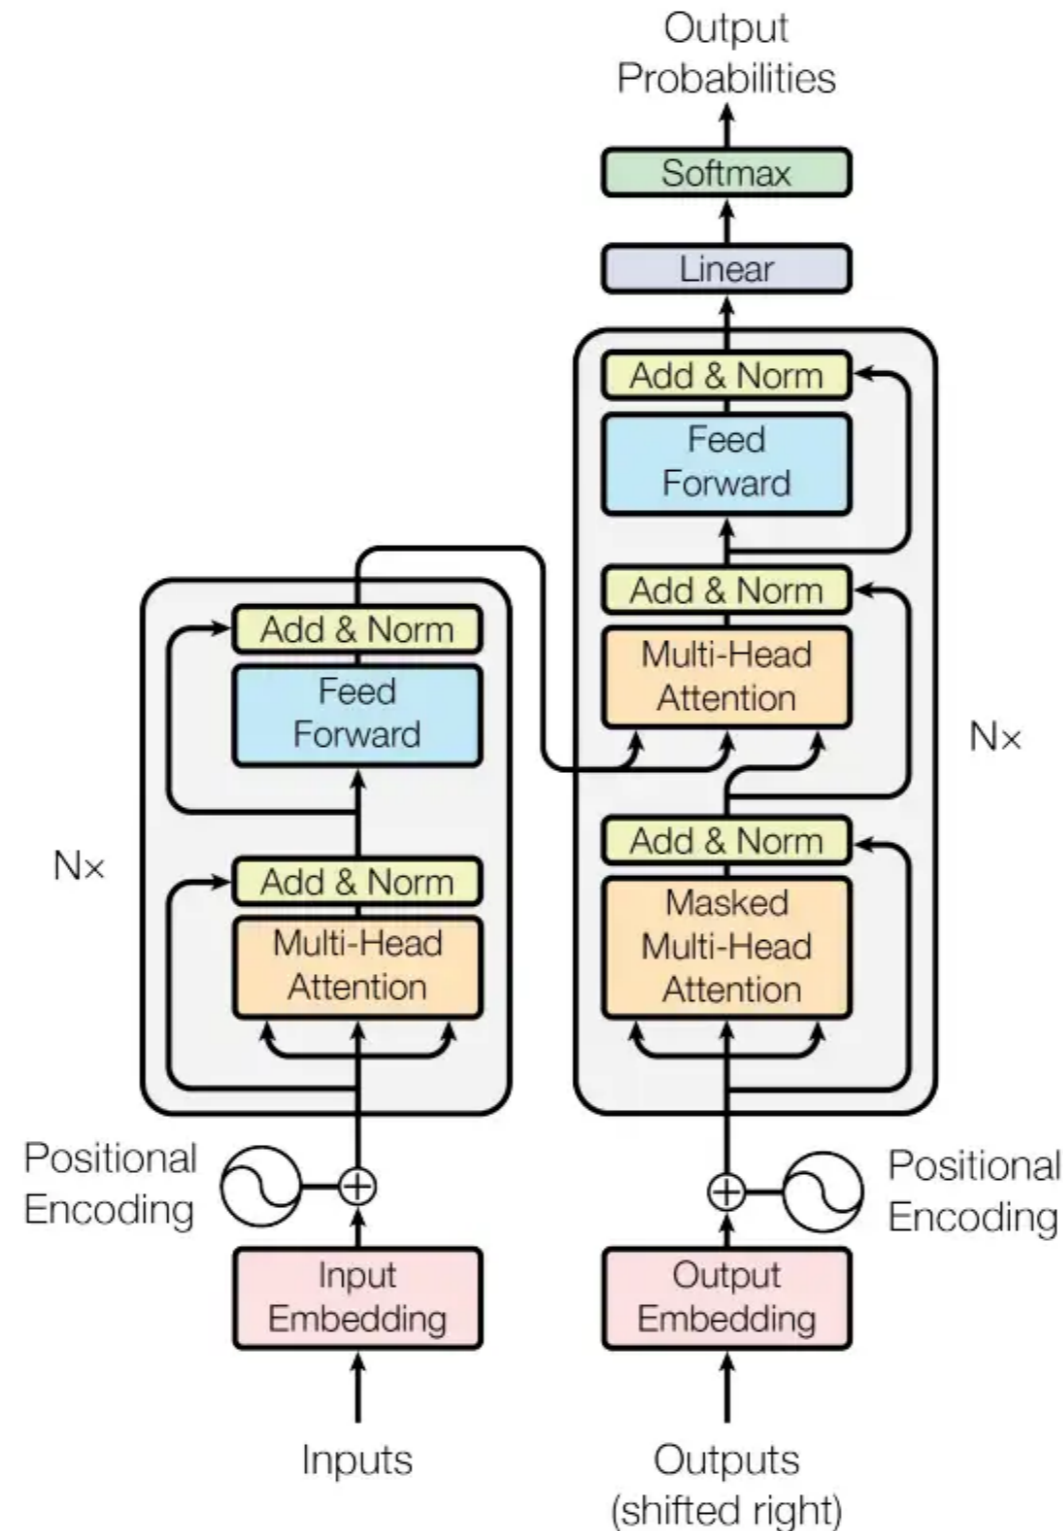 Output
Probabilities
Softmax
Linear
Add & Norm
Feed
Forward
Add & Norm
Multi-Head
Attention
N×
Add & Norm
Masked
Multi-Head
Attention
Add & Norm
Feed
Forward
N×
Add & Norm
Multi-Head
Attention
Positional
Encoding
Positional
Encoding
Input
Embedding
Output
Embedding
Inputs
Outputs
(shifted right)